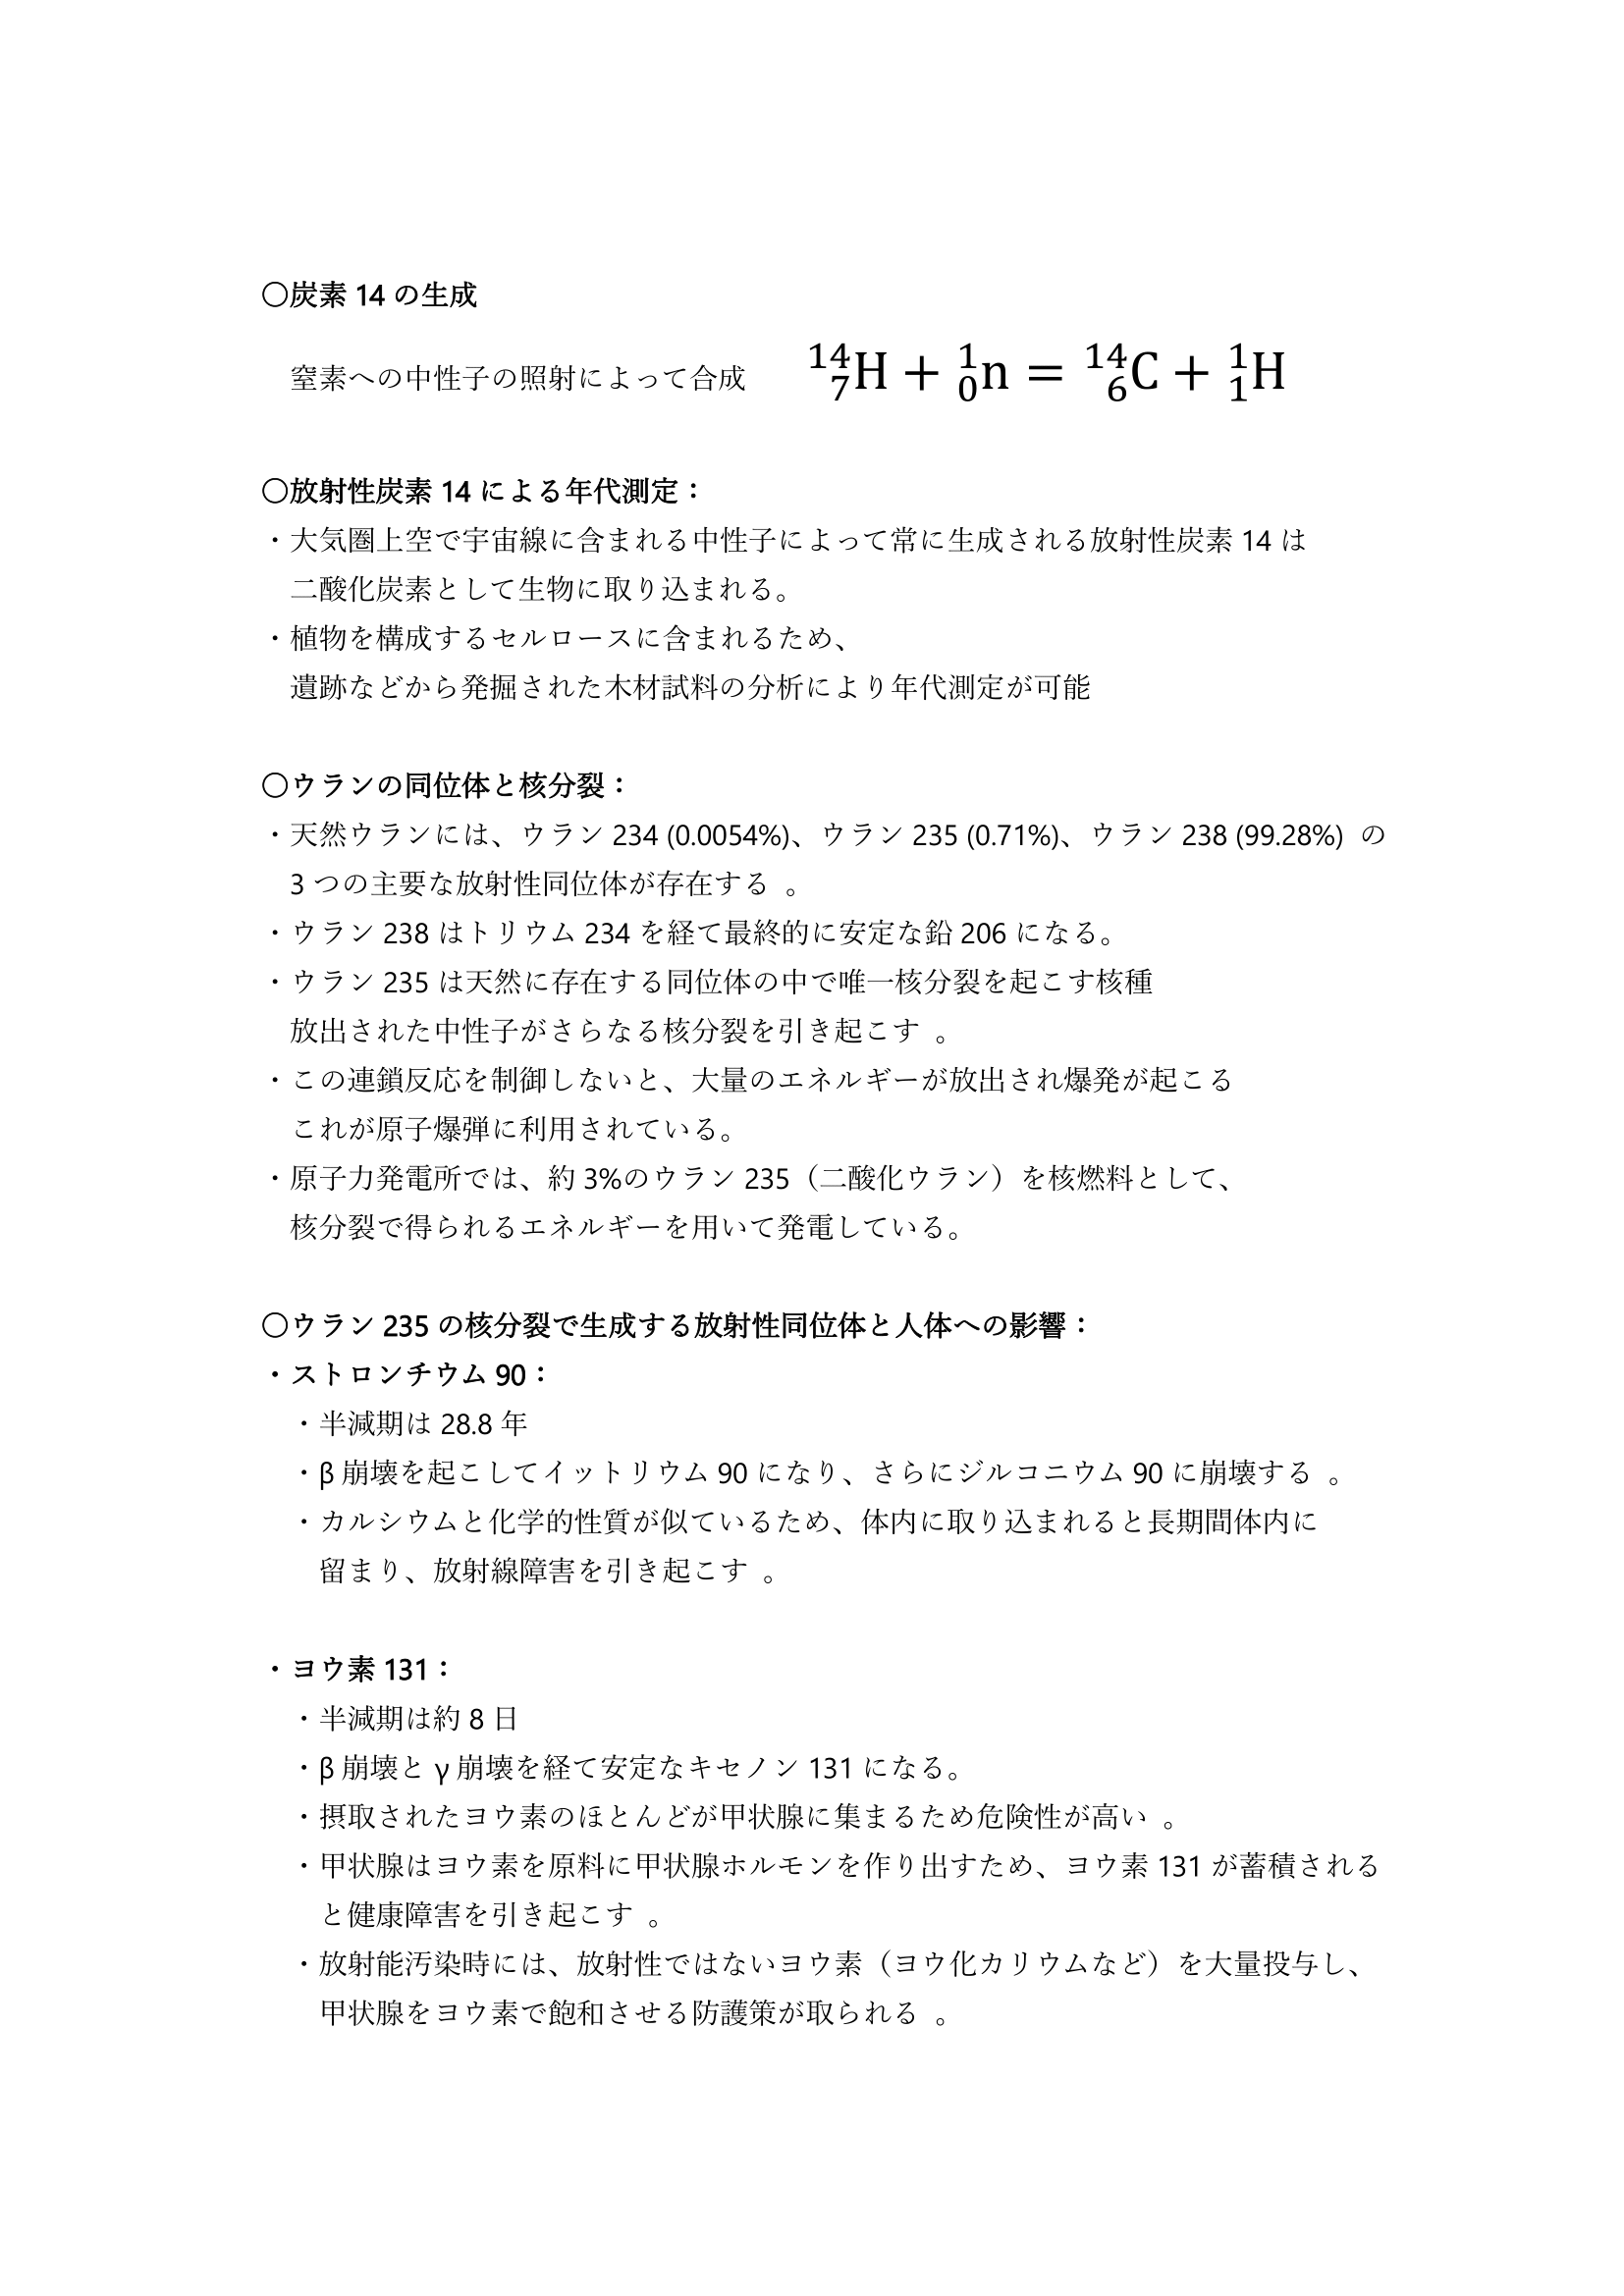 〇炭素 14 の生成
窒素への中性子の照射によって合成 ¹⁴₇H + ¹₀n = ¹⁴₆C + ¹₁H
〇放射性炭素 14 による年代測定：
・大気圏上空で宇宙線に含まれる中性子によって常に生成される放射性炭素 14 は
二酸化炭素として生物に取り込まれる。
・植物を構成するセルロースに含まれるため、
遺跡などから発掘された木材試料の分析により年代測定が可能
〇ウランの同位体と核分裂：
・天然ウランには、ウラン 234 (0.0054%)、ウラン 235 (0.71%)、ウラン 238 (99.28%) の
3 つの主要な放射性同位体が存在する 。
・ウラン 238 はトリウム 234 を経て最終的に安定な鉛 206 になる。
・ウラン 235 は天然に存在する同位体の中で唯一核分裂を起こす核種
放出された中性子がさらなる核分裂を引き起こす 。
・この連鎖反応を制御しないと、大量のエネルギーが放出され爆発が起こる
これが原子爆弾に利用されている。
・原子力発電所では、約 3%のウラン 235（二酸化ウラン）を核燃料として、
核分裂で得られるエネルギーを用いて発電している。
〇ウラン 235 の核分裂で生成する放射性同位体と人体への影響：
・ストロンチウム 90：
・半減期は 28.8 年
・β 崩壊を起こしてイットリウム 90 になり、さらにジルコニウム 90 に崩壊する 。
・カルシウムと化学的性質が似ているため、体内に取り込まれると長期間体内に
留まり、放射線障害を引き起こす 。
・ヨウ素 131：
・半減期は約 8 日
・β 崩壊と γ 崩壊を経て安定なキセノン 131 になる。
・摂取されたヨウ素のほとんどが甲状腺に集まるため危険性が高い 。
・甲状腺はヨウ素を原料に甲状腺ホルモンを作り出すため、ヨウ素 131 が蓄積される
と健康障害を引き起こす 。
・放射能汚染時には、放射性ではないヨウ素（ヨウ化カリウムなど）を大量投与し、
甲状腺をヨウ素で飽和させる防護策が取られる 。